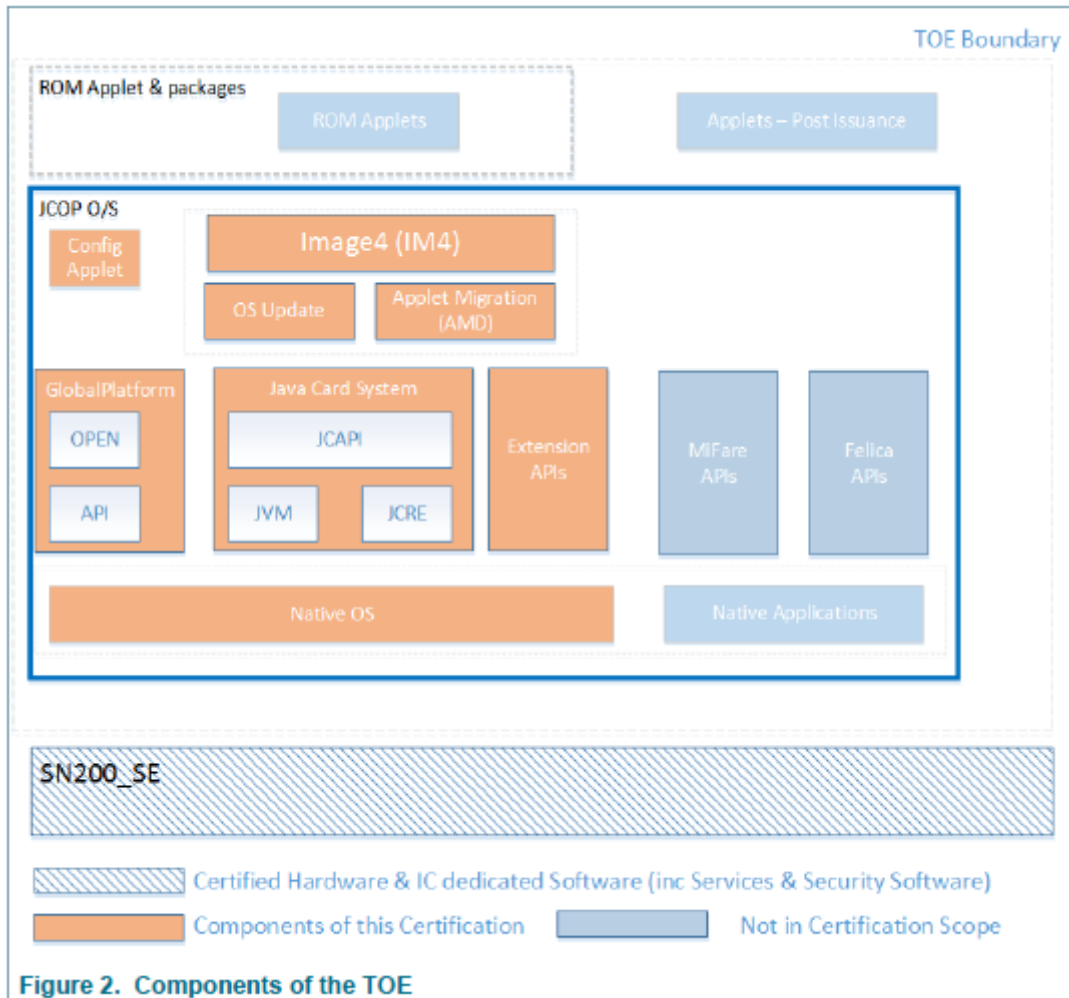 TOE Boundary
ROM Applet & packages
ROM Applets
Applets – Post Issuance
JCOP O/S
Config
Applet
Image4 (IM4)
OS Update
Applet Migration
(AMD)
GlobalPlatform
OPEN
API
Java Card System
JCAPI
JVM
JCRE
Extension
APIs
MiFare
APIs
Felica
APIs
Native OS
Native Applications
SN200_SE
Certified Hardware & IC dedicated Software (inc Services & Security Software)
Components of this Certification
Not in Certification Scope
Figure 2. Components of the TOE